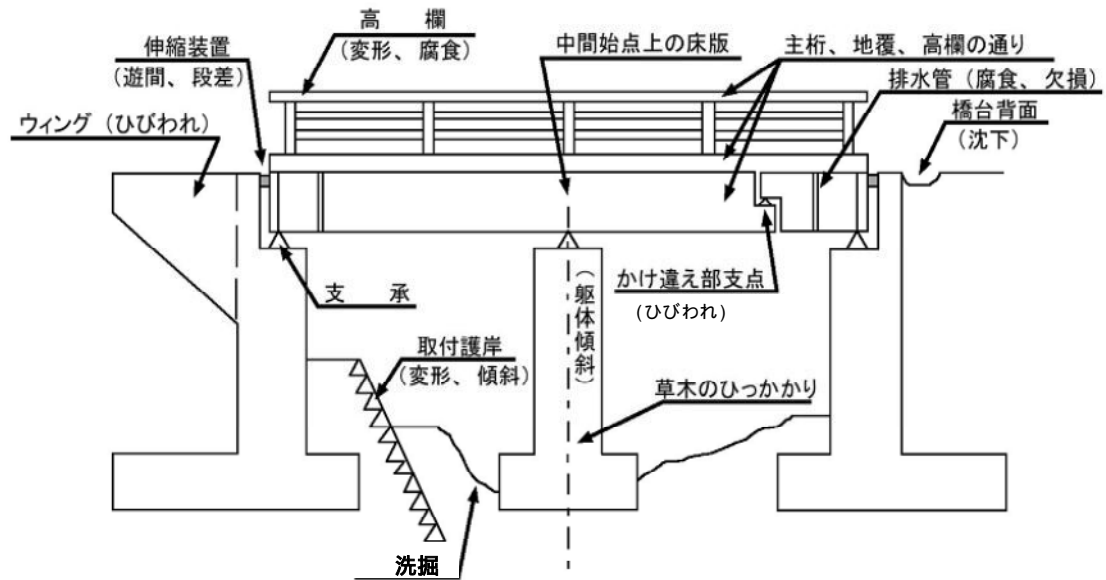 高　欄
(変形、腐食)
伸縮装置
(遊間、段差)
ウィング(ひびわれ)
中間始点上の床版
主桁、地覆、高欄の通り
排水管(腐食、欠損)
橋台背面
(沈下)
支　承
かけ違え部支点
(ひびわれ)
(躯体傾斜)
取付護岸
(変形、傾斜)
草木のひっかかり
洗掘